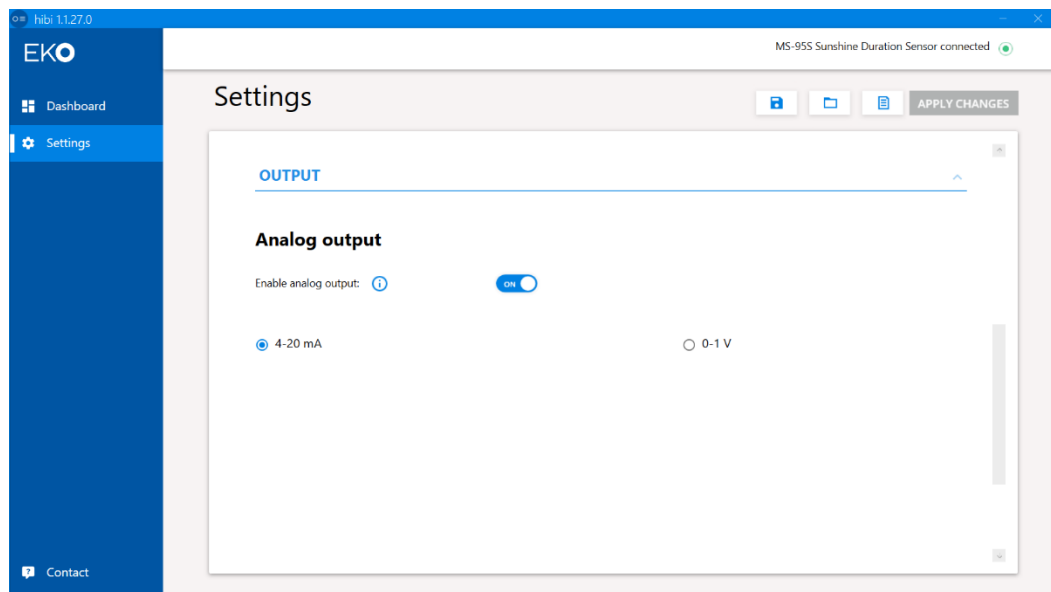 hibi 1.1.27.0
EKO
MS-95S Sunshine Duration Sensor connected
Dashboard
Settings
Settings
APPLY CHANGES
OUTPUT
Analog output
Enable analog output:
ON
4-20 mA
0-1 V
Contact